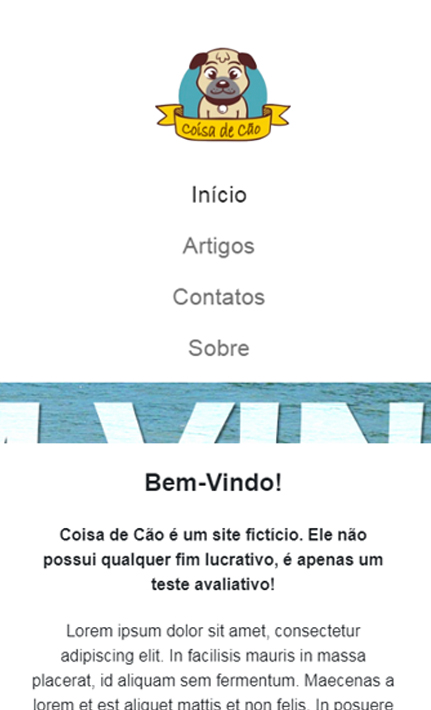 Coisa de Cão
Início
Artigos
Contatos
Sobre
VIN
Bem-Vindo!
Coisa de Cão é um site fictício. Ele não
possui qualquer fim lucrativo, é apenas um
teste avaliativo!
Lorem ipsum dolor sit amet, consectetur
adipiscing elit. In facilisis mauris in massa
placerat, id aliquam sem fermentum. Maecenas a
lorem et est aliquet mattis et non felis. In posuere